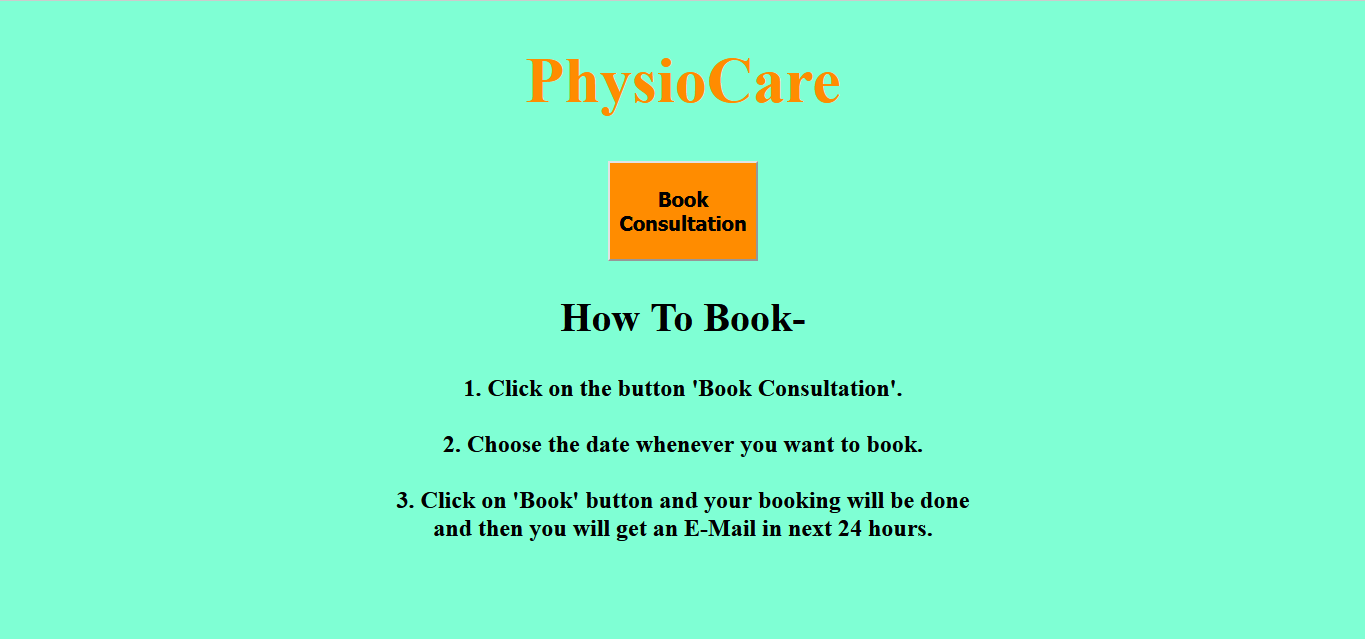 PhysioCare
Book
Consultation
How To Book-
1. Click on the button 'Book Consultation'.
2. Choose the date whenever you want to book.
3. Click on 'Book' button and your booking will be done
and then you will get an E-Mail in next 24 hours.